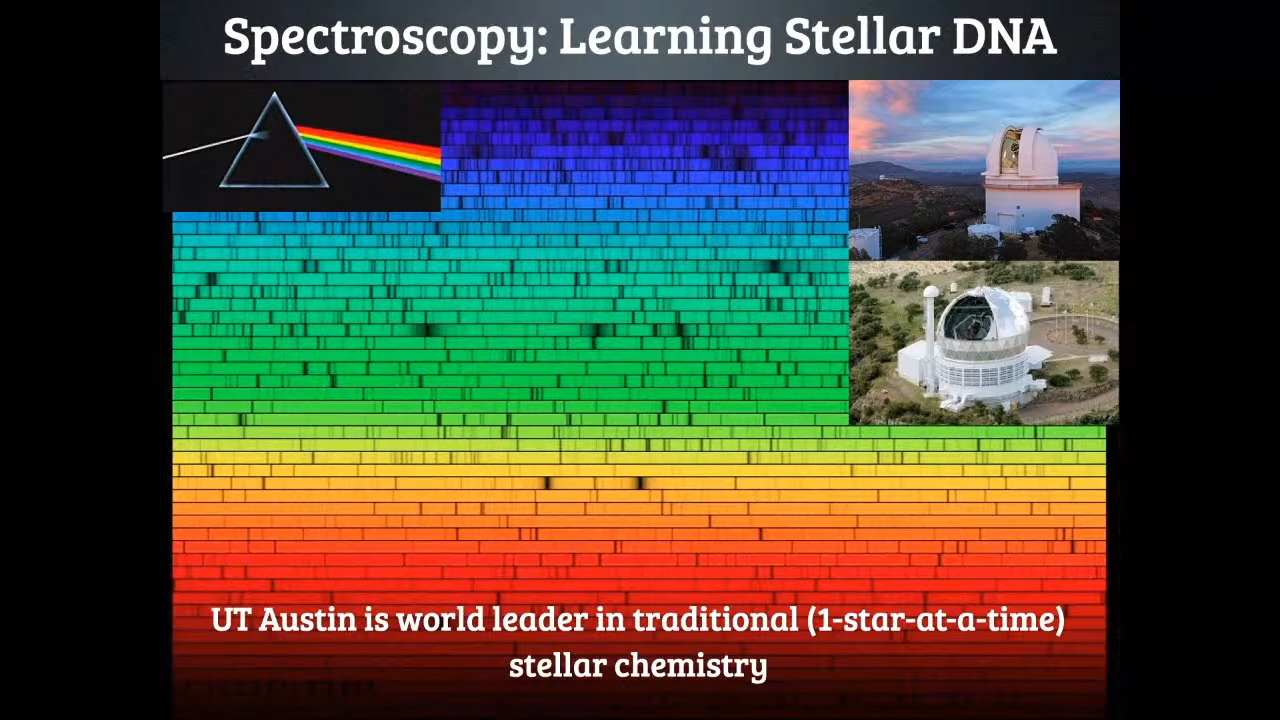 Spectroscopy: Learning Stellar DNA
UT Austin is world leader in traditional (1-star-at-a-time)
stellar chemistry